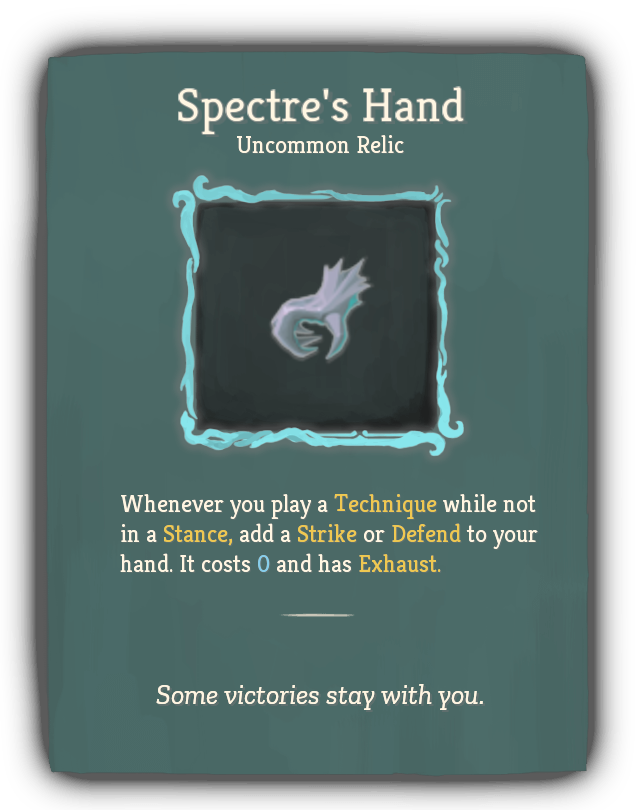 Spectre's Hand
Uncommon Relic
Whenever you play a Technique while not
in a Stance, add a Strike or Defend to your
hand. It costs 0 and has Exhaust.
Some victories stay with you.